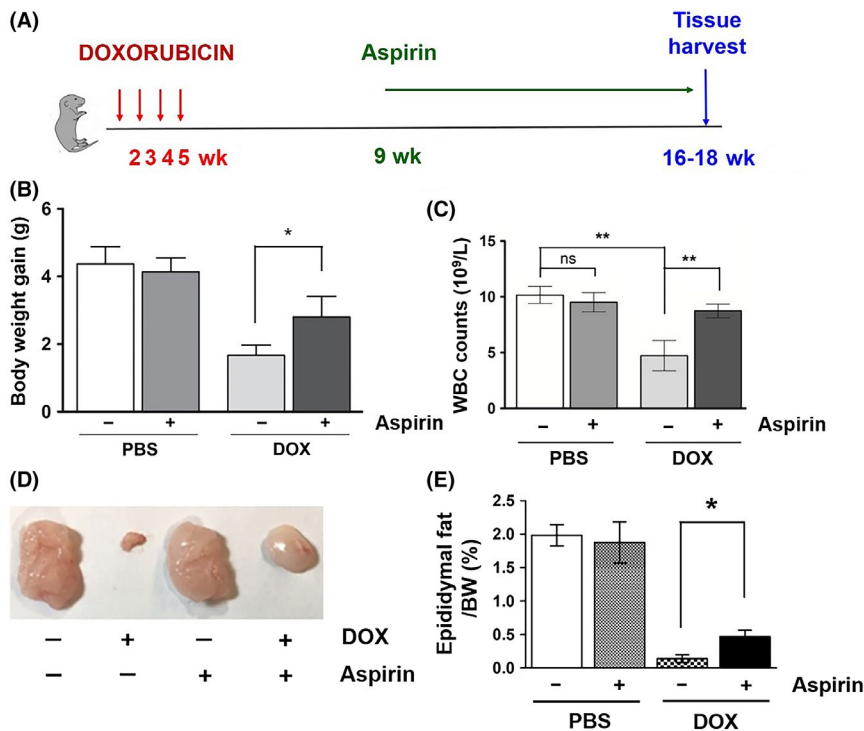 (A)
DOXORUBICIN
Aspirin
Tissue
harvest
2 3 4 5 wk
9 wk
16-18 wk
(B)
Body weight gain (g)
6
4
2
0
*
– + – + Aspirin
PBS DOX
(C)
WBC counts (10⁹/L)
15
10
5
0
**
ns
**
– + – + Aspirin
PBS DOX
(D)
– + – + DOX
– – + + Aspirin
(E)
Epididymal fat
/BW (%)
2.5
2.0
1.5
1.0
0.5
0.0
*
– + – + Aspirin
PBS DOX